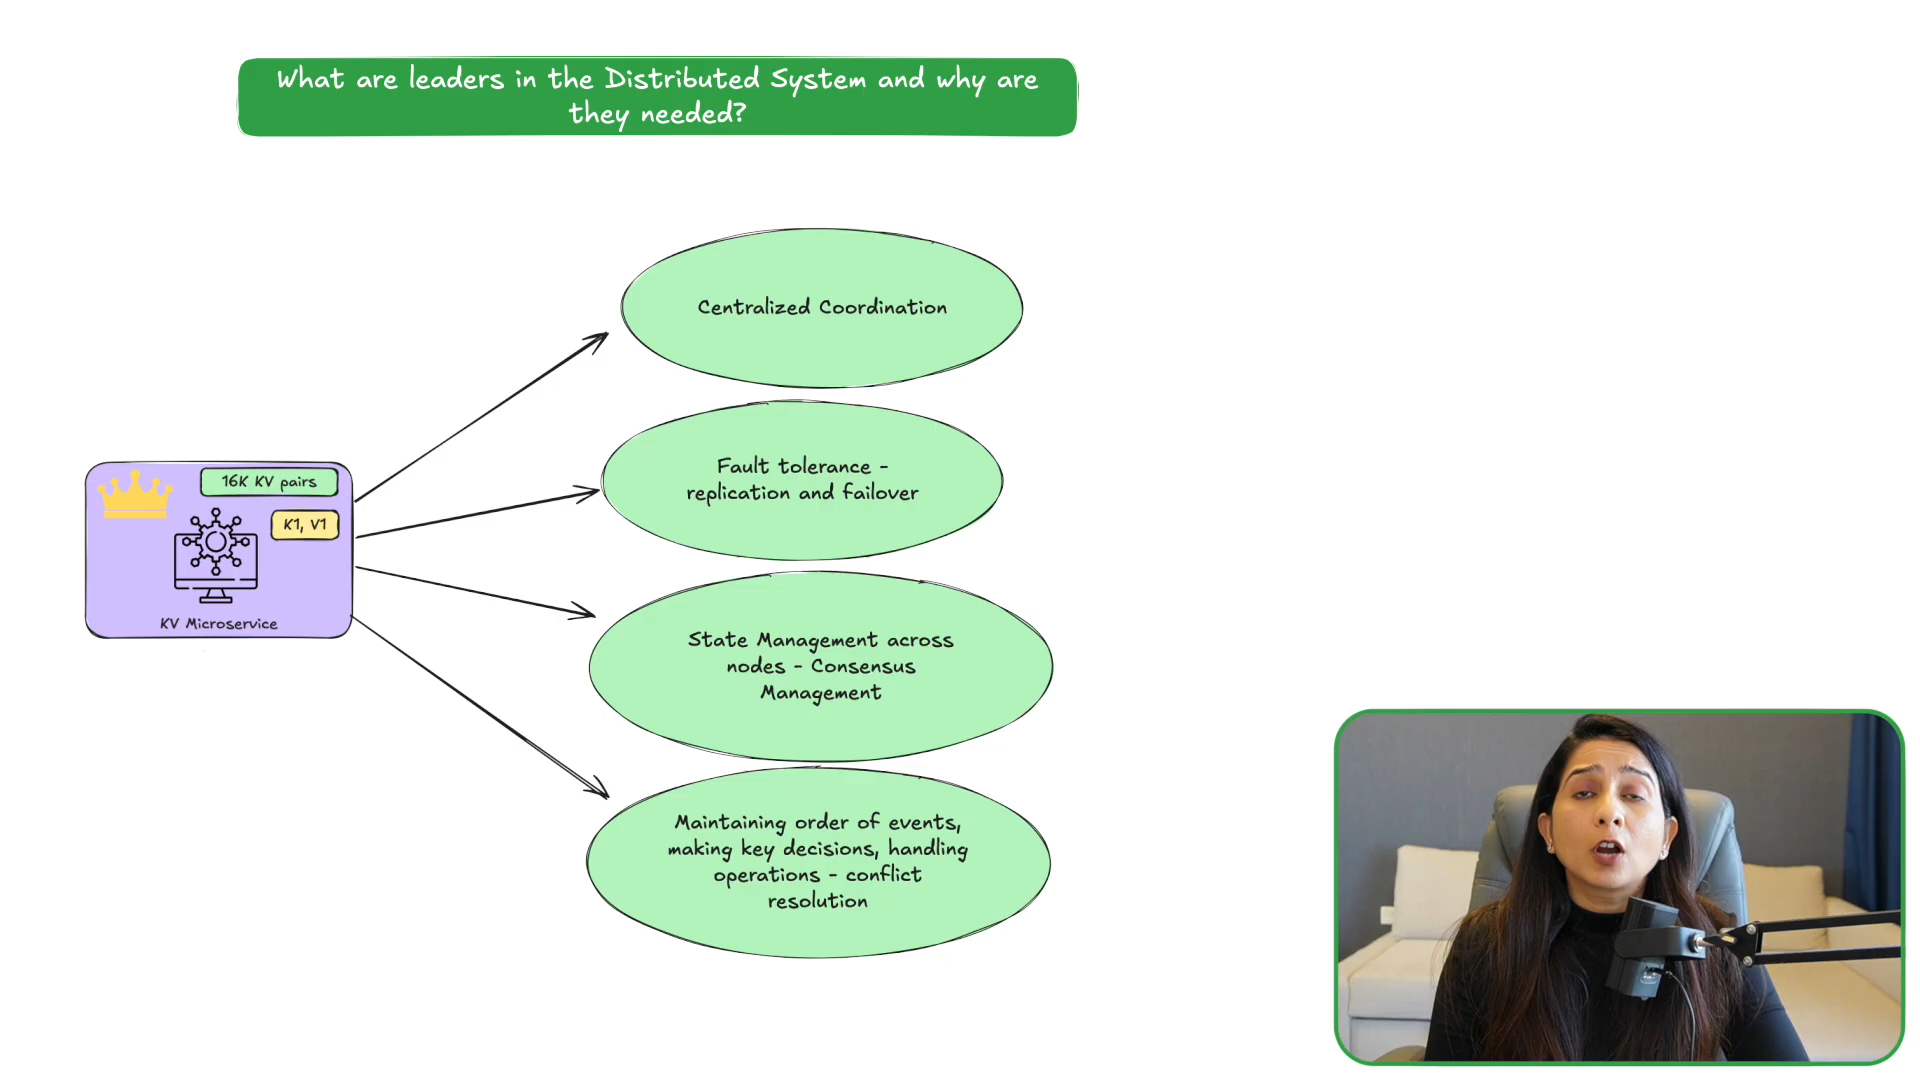 What are leaders in the Distributed System and why are
they needed?
Centralized Coordination
Fault tolerance -
replication and failover
16K KV pairs
K1, V1
KV Microservice
State Management across
nodes - Consensus
Management
Maintaining order of events,
making key decisions, handling
operations - conflict
resolution